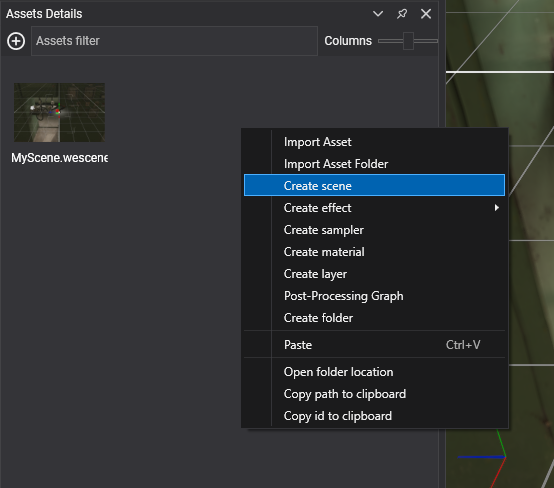 Assets Details
Assets filter
Columns
MyScene.wescene
Import Asset
Import Asset Folder
Create scene
Create effect
Create sampler
Create material
Create layer
Post-Processing Graph
Create folder
Paste Ctrl+V
Open folder location
Copy path to clipboard
Copy id to clipboard